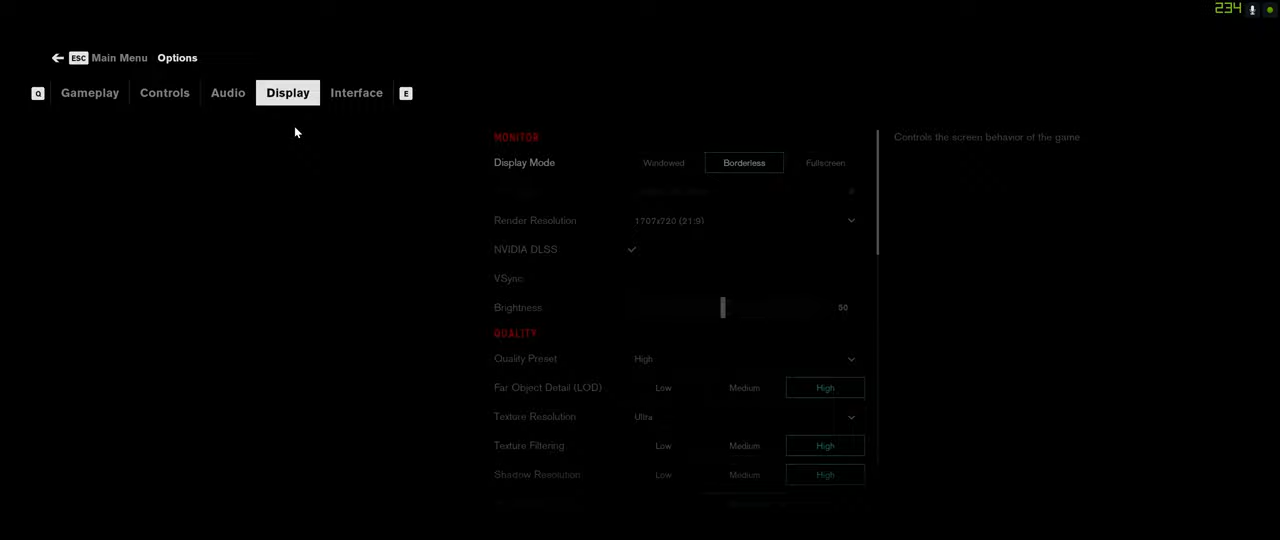 234
ESC Main Menu Options
Q Gameplay Controls Audio Display Interface E
MONITOR
Controls the screen behavior of the game
Display Mode Windowed Borderless Fullscreen
Render Resolution 1707x720 (21:9)
NVIDIA DLSS
VSync
Brightness 50
QUALITY
Quality Preset High
Far Object Detail (LOD) Low Medium High
Texture Resolution Ultra
Texture Filtering Low Medium High
Shadow Resolution Low Medium High